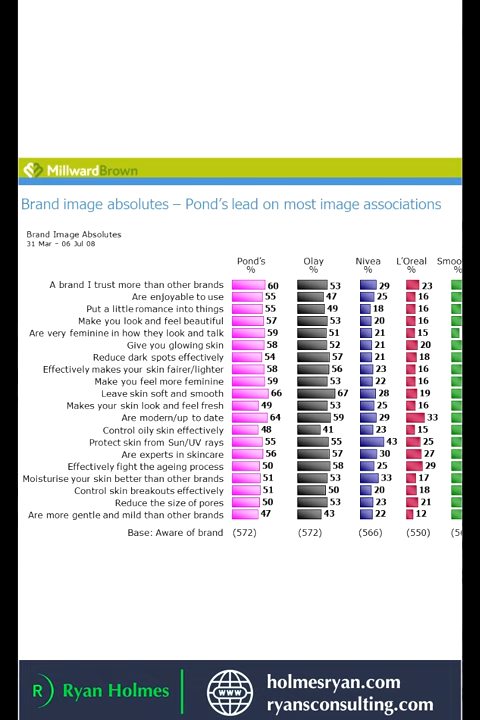 MillwardBrown
Brand image absolutes – Pond's lead on most image associations
Brand Image Absolutes
31 Mar – 06 Jul 08
Pond's Olay Nivea L'Oreal Smoo
% % % % %
A brand I trust more than other brands 60 53 29 23
Are enjoyable to use 55 47 25 16
Put a little romance into things 55 49 18 16
Make you look and feel beautiful 57 53 20 16
Are very feminine in how they look and talk 59 51 21 15
Give you glowing skin 58 52 21 20
Reduce dark spots effectively 54 57 21 18
Effectively makes your skin fairer/lighter 58 56 23 16
Make you feel more feminine 59 53 22 16
Leave skin soft and smooth 66 67 28 19
Makes your skin look and feel fresh 49 53 25 16
Are modern/up to date 64 59 29 33
Control oily skin effectively 48 41 23 15
Protect skin from Sun/UV rays 55 55 43 25
Are experts in skincare 56 57 30 27
Effectively fight the ageing process 50 58 25 29
Moisturise your skin better than other brands 51 53 33 17
Control skin breakouts effectively 51 50 20 18
Reduce the size of pores 50 53 23 21
Are more gentle and mild than other brands 47 43 22 12
Base: Aware of brand (572) (572) (566) (550) (56
R Ryan Holmes
www
holmesryan.com
ryansconsulting.com